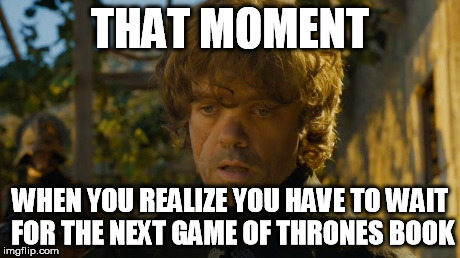 THAT MOMENT
WHEN YOU REALIZE YOU HAVE TO WAIT
FOR THE NEXT GAME OF THRONES BOOK
imgflip.com